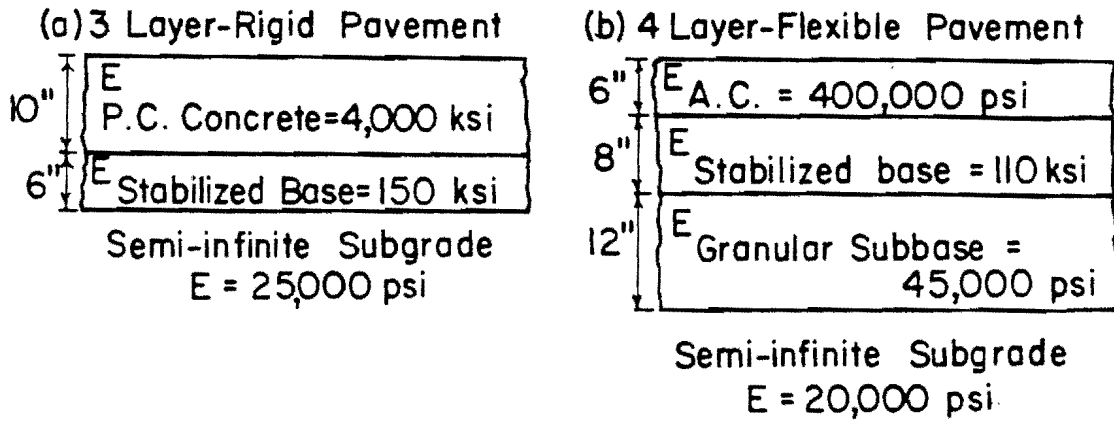 (a) 3 Layer-Rigid Pavement
10"
E
P.C. Concrete=4,000 ksi
6"
E Stabilized Base=150 ksi
Semi-infinite Subgrade
E = 25,000 psi
(b) 4 Layer-Flexible Pavement
6"
E A.C. = 400,000 psi
8"
E Stabilized base = 110 ksi
12"
E Granular Subbase =
45,000 psi
Semi-infinite Subgrade
E = 20,000 psi